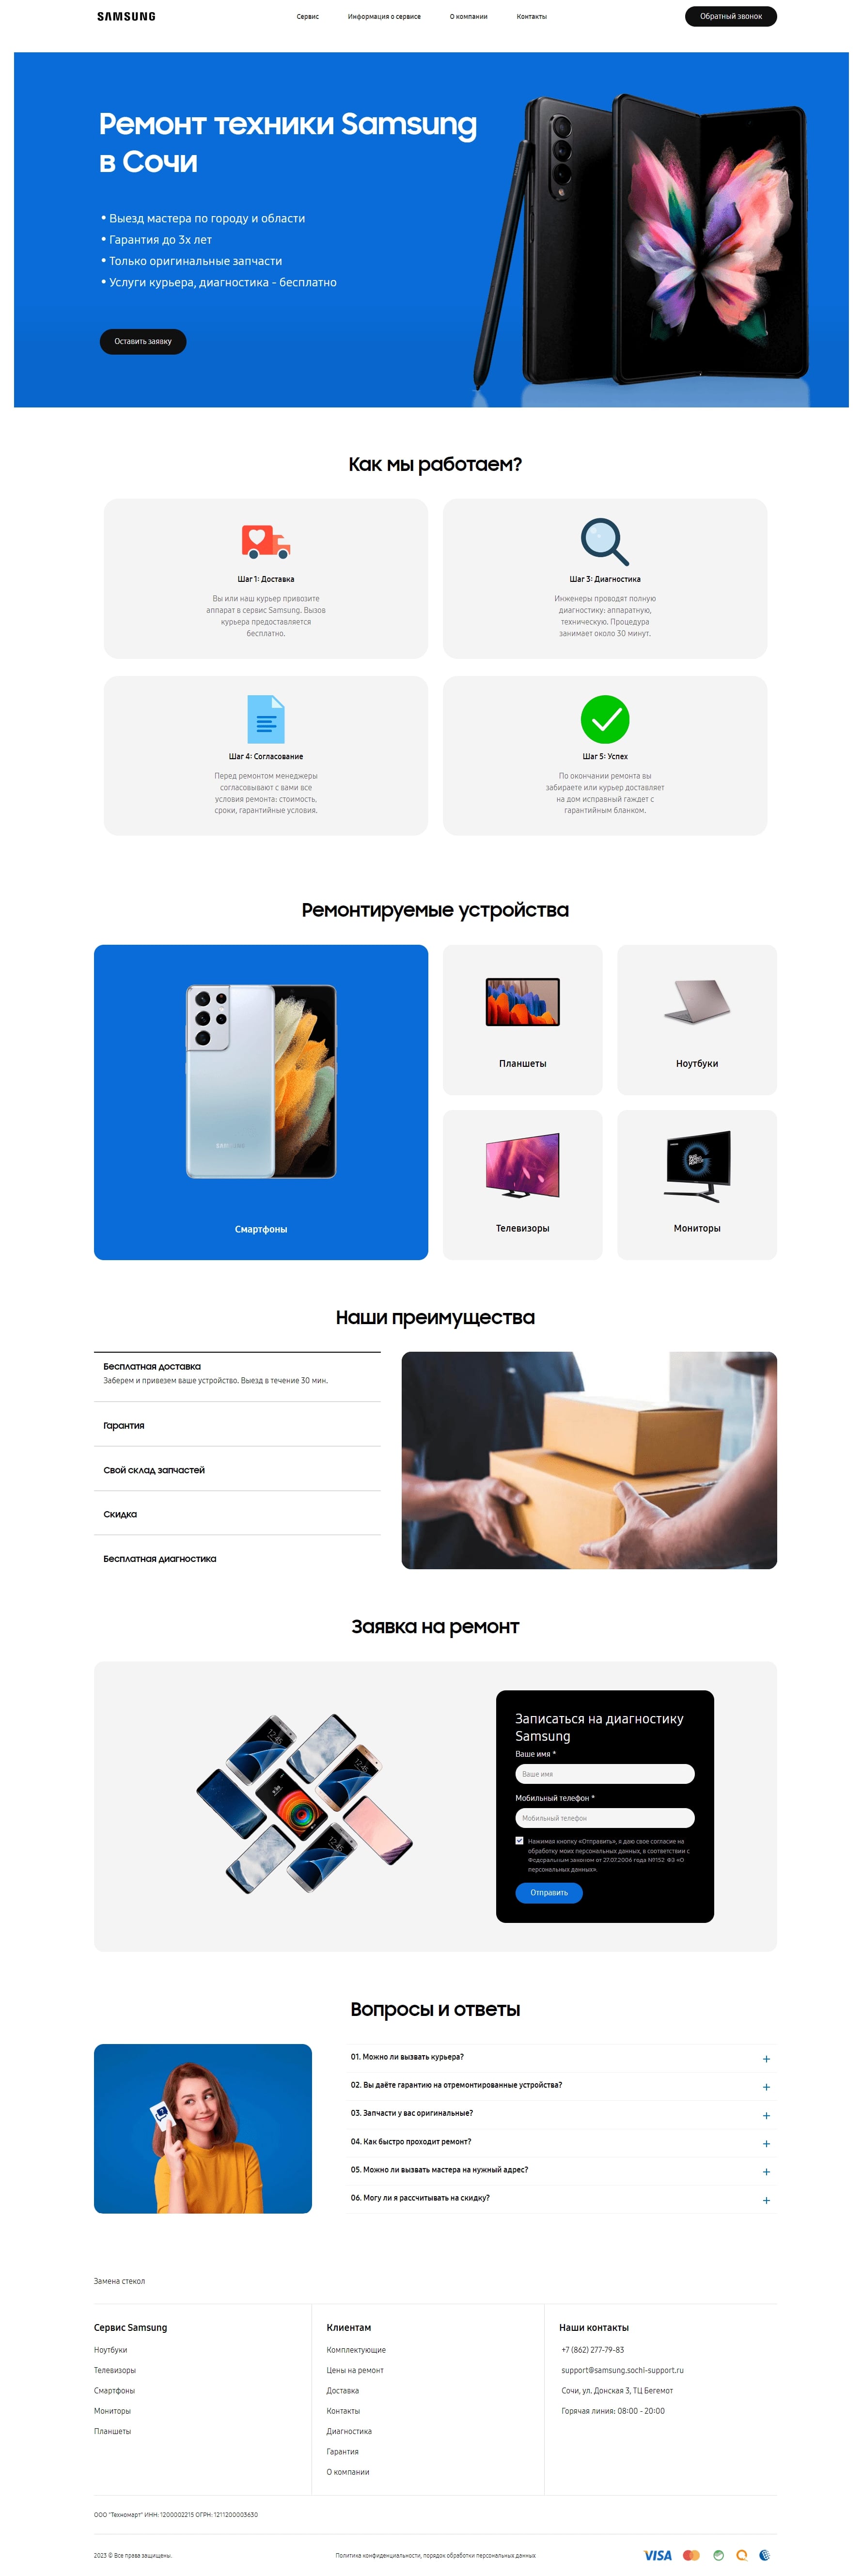 SAMSUNG
Сервис
Информация о сервисе
О компании
Контакты
Обратный звонок
Ремонт техники Samsung
в Сочи
• Выезд мастера по городу и области
• Гарантия до 3х лет
• Только оригинальные запчасти
• Услуги курьера, диагностика - бесплатно
Оставить заявку
Как мы работаем?
Шаг 1: Доставка
Вы или наш курьер привозите
аппарат в сервис Samsung. Вызов
курьера предоставляется
бесплатно.
Шаг 3: Диагностика
Инженеры проводят полную
диагностику: аппаратную,
техническую. Процедура
занимает около 30 минут.
Шаг 4: Согласование
Перед ремонтом менеджеры
согласовывают с вами все
условия ремонта: стоимость,
сроки, гарантийные условия.
Шаг 5: Успех
По окончании ремонта вы
забираете или курьер доставляет
на дом исправный гаждет с
гарантийным бланком.
Ремонтируемые устройства
Смартфоны
Планшеты
Ноутбуки
Телевизоры
Мониторы
Наши преимущества
Бесплатная доставка
Заберем и привезем ваше устройство. Выезд в течение 30 мин.
Гарантия
Свой склад запчастей
Скидка
Бесплатная диагностика
Заявка на ремонт
Записаться на диагностику
Samsung
Ваше имя *
Ваше имя
Мобильный телефон *
Мобильный телефон
Нажимая кнопку «Отправить», я даю свое согласие на
обработку моих персональных данных, в соответствии с
Федеральным законом от 27.07.2006 года №152-ФЗ «О
персональных данных».
Отправить
Вопросы и ответы
01. Можно ли вызвать курьера?
02. Вы даёте гарантию на отремонтированные устройства?
03. Запчасти у вас оригинальные?
04. Как быстро проходит ремонт?
05. Можно ли вызвать мастера на нужный адрес?
06. Могу ли я рассчитывать на скидку?
Замена стекол
Сервис Samsung
Ноутбуки
Телевизоры
Смартфоны
Мониторы
Планшеты
Клиентам
Комплектующие
Цены на ремонт
Доставка
Контакты
Диагностика
Гарантия
О компании
Наши контакты
+7 (862) 277-79-83
support@samsung.sochi-support.ru
Сочи, ул. Донская 3, ТЦ Бегемот
Горячая линия: 08:00 - 20:00
ООО "Техномарт" ИНН: 1200002215 ОГРН: 1211200003630
2023 © Все права защищены.
Политика конфиденциальности, порядок обработки персональных данных
VISA